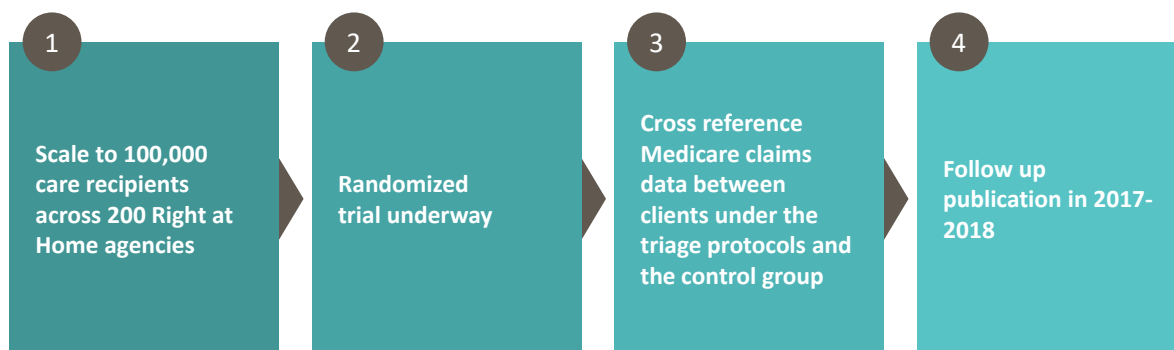 1
Scale to 100,000
care recipients
across 200 Right at
Home agencies
2
Randomized
trial underway
3
Cross reference
Medicare claims
data between
clients under the
triage protocols and
the control group
4
Follow up
publication in 2017-
2018